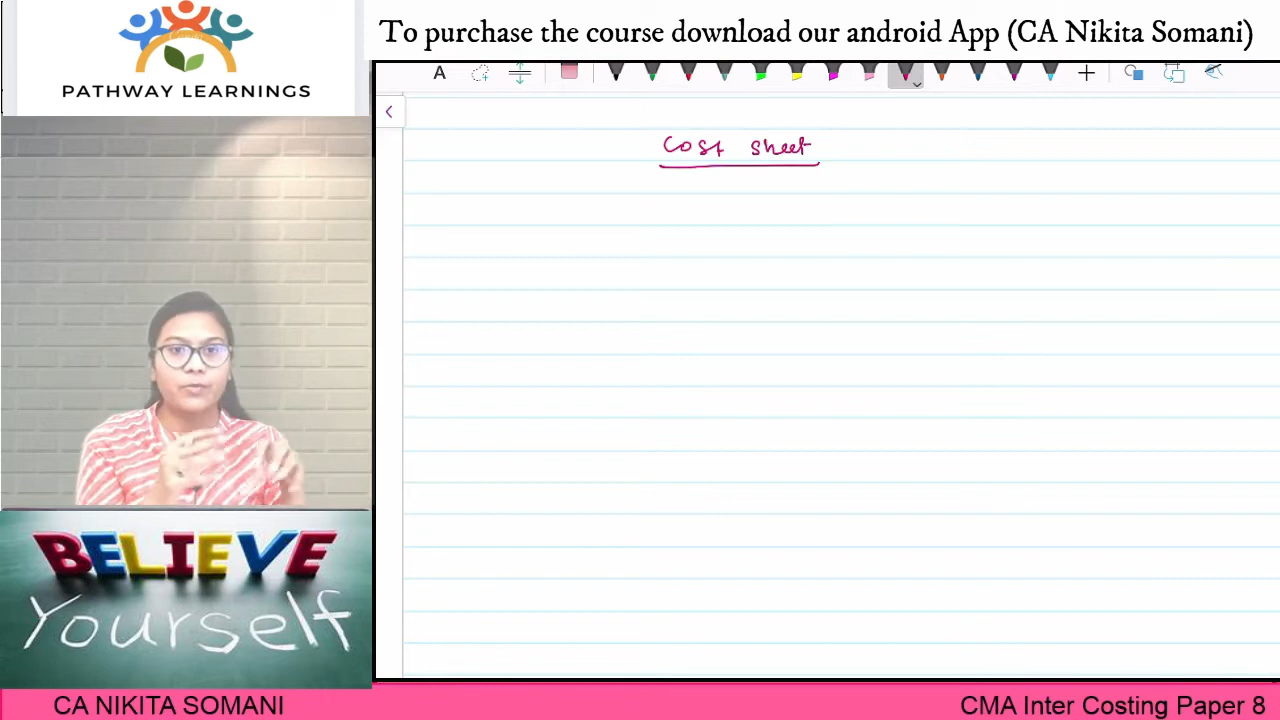 To purchase the course download our android App (CA Nikita Somani)
PATHWAY LEARNINGS
A
Cost Sheet
BELIEVE
Yourself
CA NIKITA SOMANI
CMA Inter Costing Paper 8